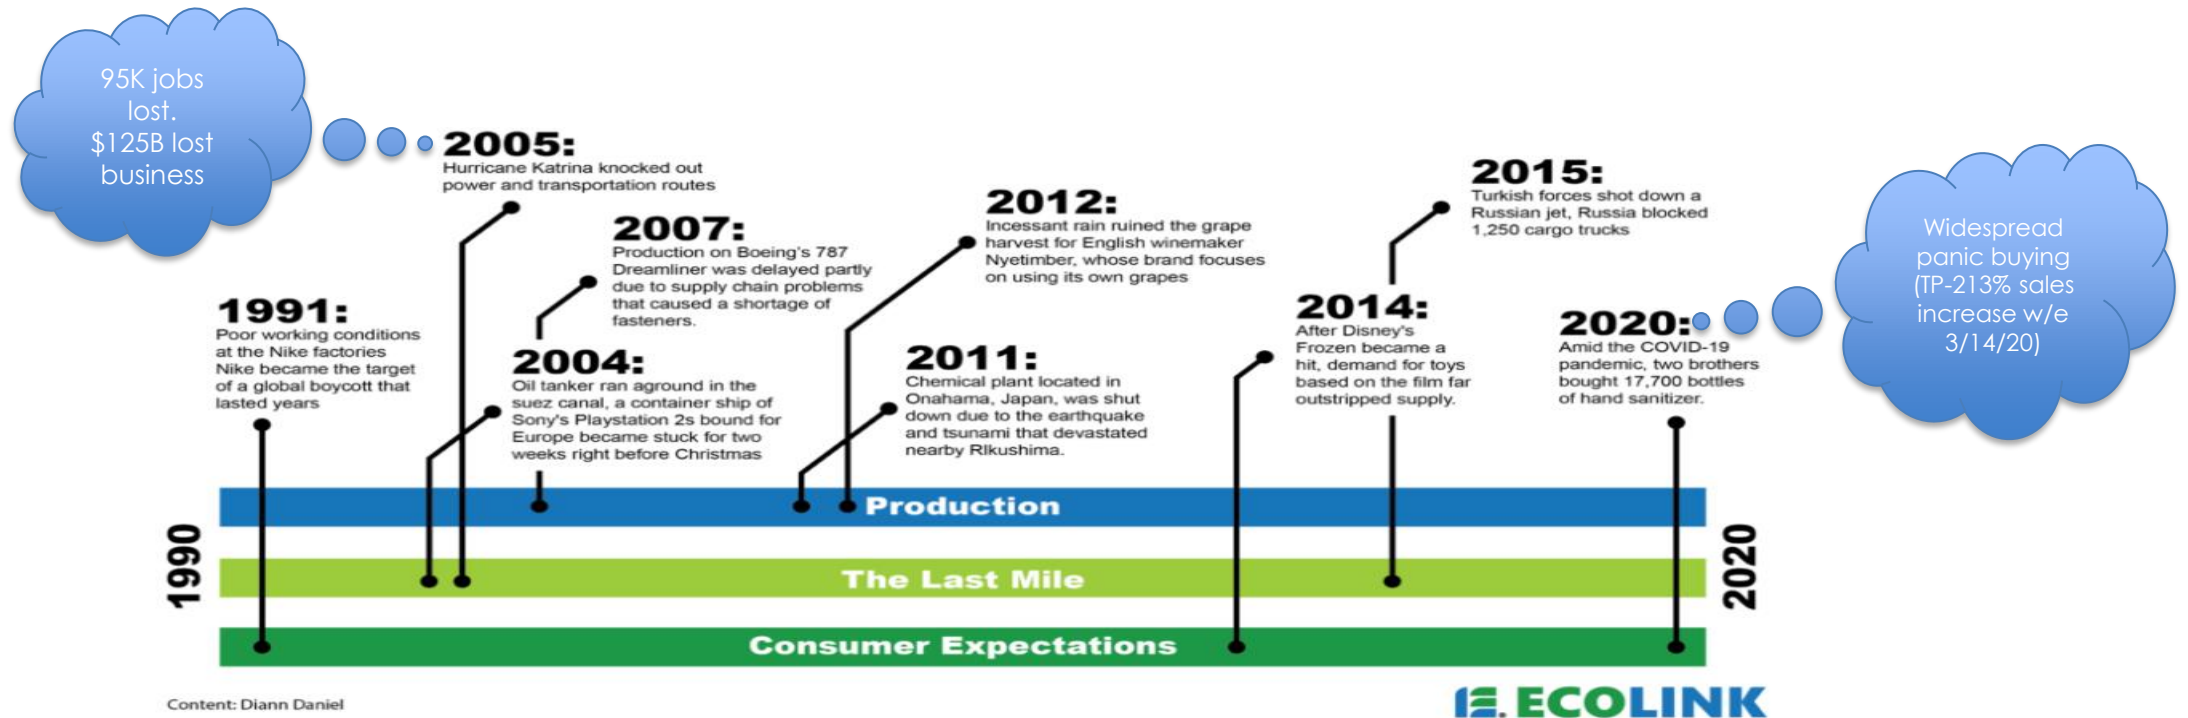 95K jobs
lost.
$125B lost
business
2005:
Hurricane Katrina knocked out
power and transportation routes
2007:
Production on Boeing's 787
Dreamliner was delayed partly
due to supply chain problems
that caused a shortage of
fasteners.
2012:
Incessant rain ruined the grape
harvest for English winemaker
Nyetimber, whose brand focuses
on using its own grapes
2015:
Turkish forces shot down a
Russian jet, Russia blocked
1,250 cargo trucks
Widespread
panic buying
(TP-213% sales
increase w/e
3/14/20)
1991:
Poor working conditions
at the Nike factories
Nike became the target
of a global boycott that
lasted years
2004:
Oil tanker ran aground in the
suez canal, a container ship of
Sony's Playstation 2s bound for
Europe became stuck for two
weeks right before Christmas
2011:
Chemical plant located in
Onahama, Japan, was shut
down due to the earthquake
and tsunami that devastated
nearby RIkushima.
2014:
After Disney's
Frozen became a
hit, demand for toys
based on the film far
outstripped supply.
2020:
Amid the COVID-19
pandemic, two brothers
bought 17,700 bottles
of hand sanitizer.
1990
Production
The Last Mile
Consumer Expectations
2020
Content: Diann Daniel
ECOLINK